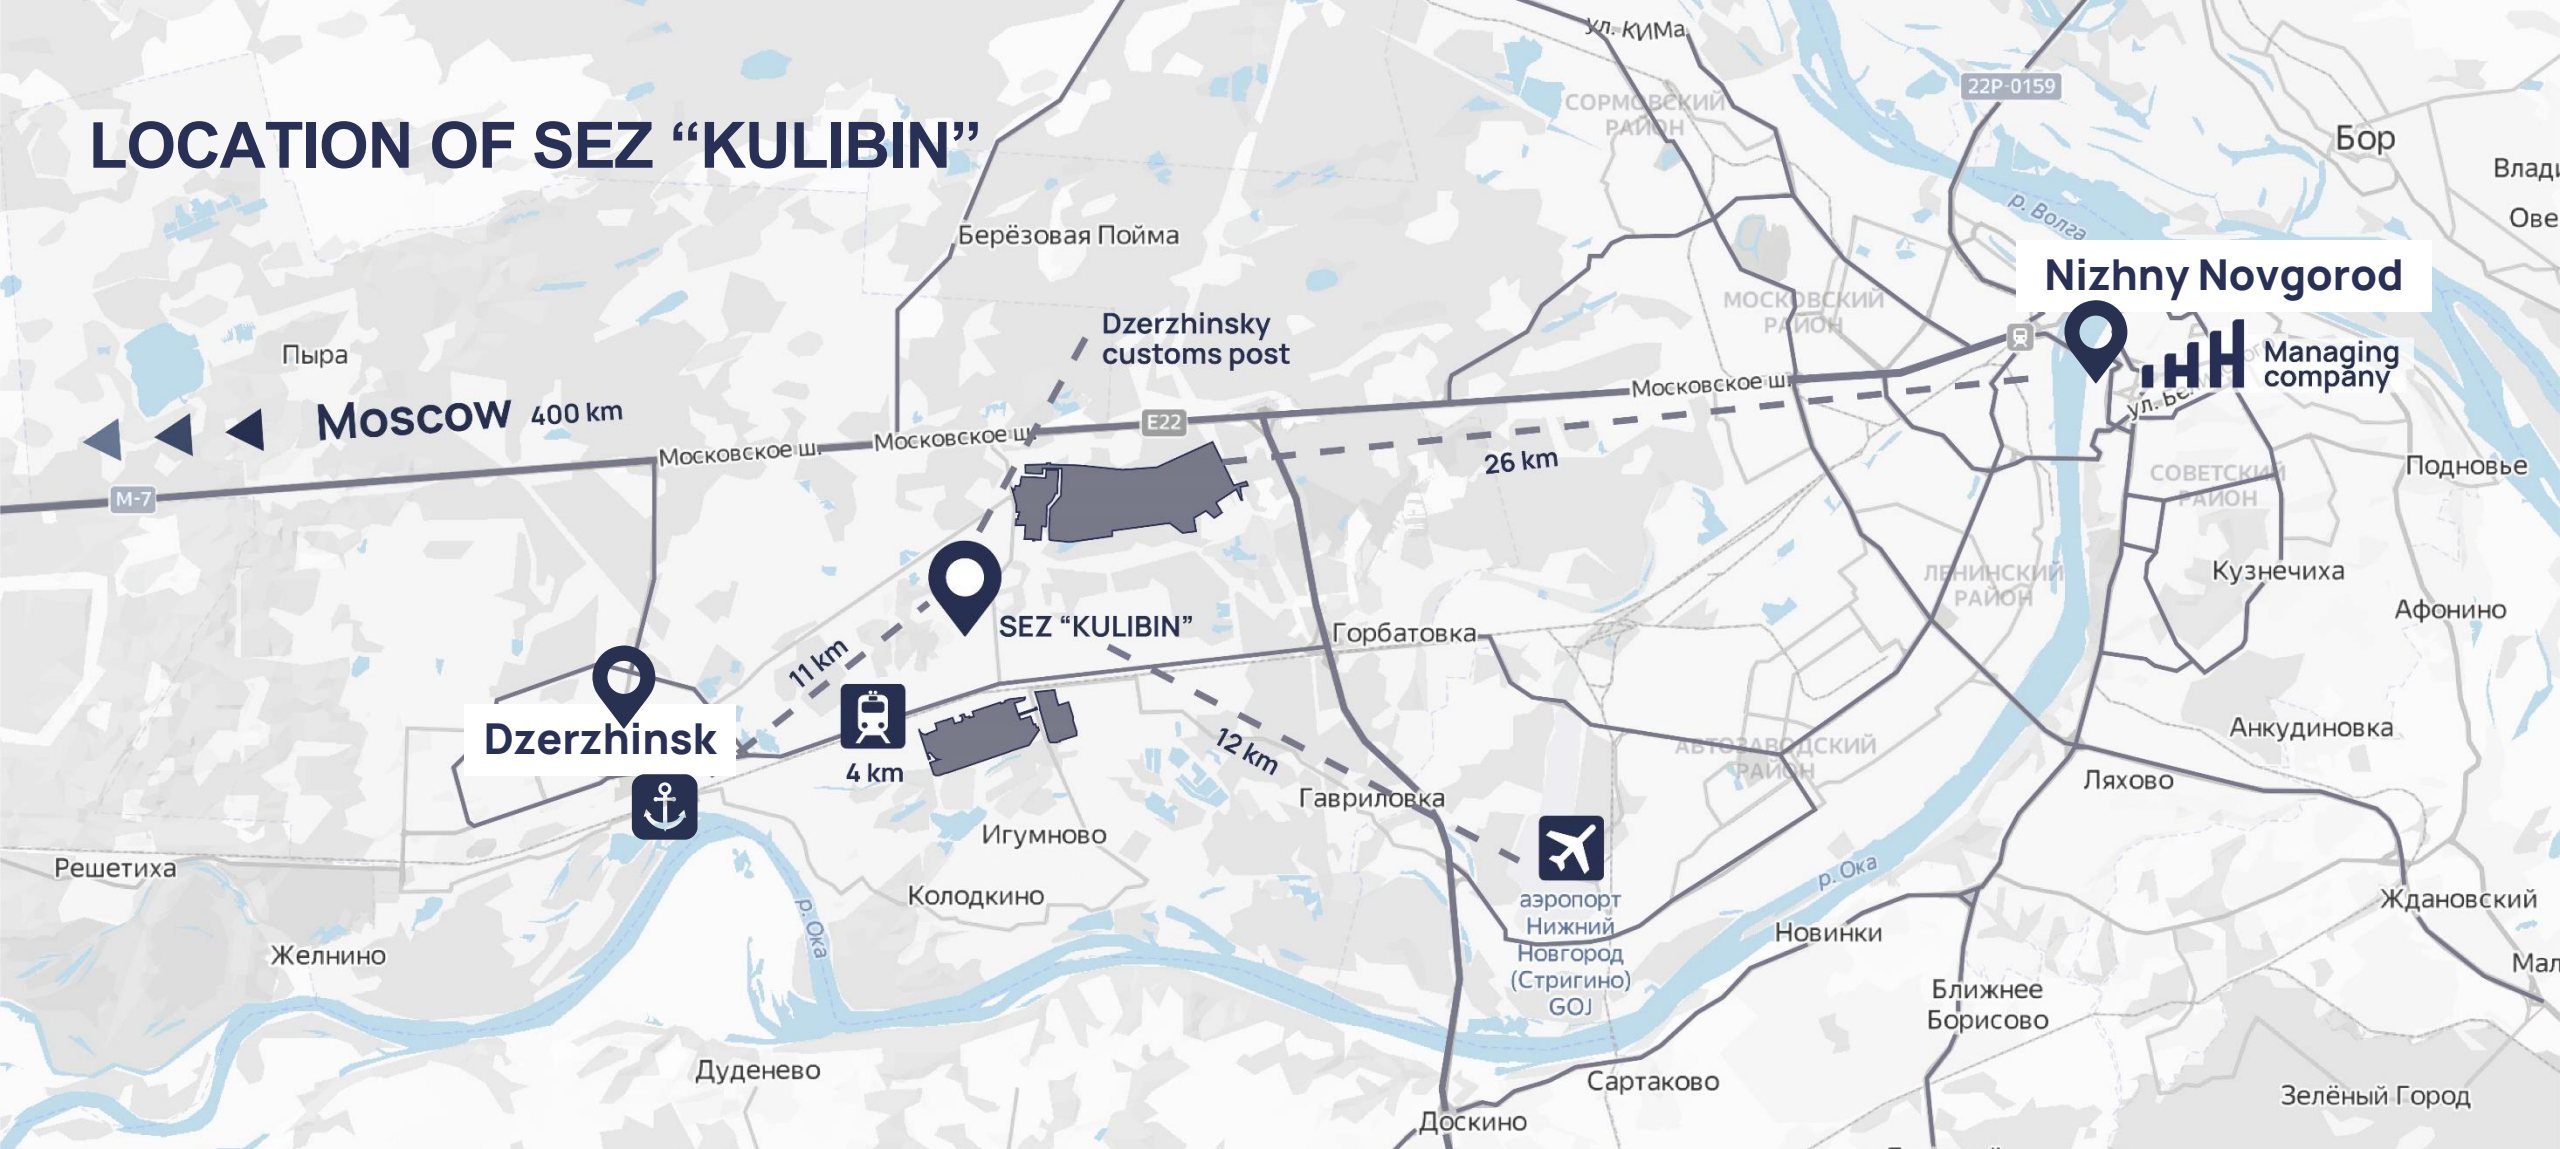 LOCATION OF SEZ “KULIBIN”
ул. КИМа
СОРМОВСКИЙ
РАЙОН
22Р-0159
Бор
Влади
Ове
р. Волга
Берёзовая Пойма
Nizhny Novgorod
МОСКОВСКИЙ
РАЙОН
Dzerzhinsky
customs post
Managing
company
Пыра
Moscow 400 km
Московское ш.
Московское ш.
E22
Московское ш.
26 km
М-7
СОВЕТСКИЙ
РАЙОН
Подновье
Кузнечиха
Афонино
ЛЕНИНСКИЙ
РАЙОН
SEZ “KULIBIN”
Горбатовка
11 km
12 km
Dzerzhinsk
4 km
АВТОЗАВОДСКИЙ
РАЙОН
Анкудиновка
Ляхово
Гавриловка
Игумново
Решетиха
Колодкино
аэропорт
Нижний
Новгород
(Стригино)
GOJ
р. Ока
р. Ока
Ждановский
Новинки
Желнино
Мал
Ближнее
Борисово
Дуденево
Сартаково
Зелёный Город
Доскино